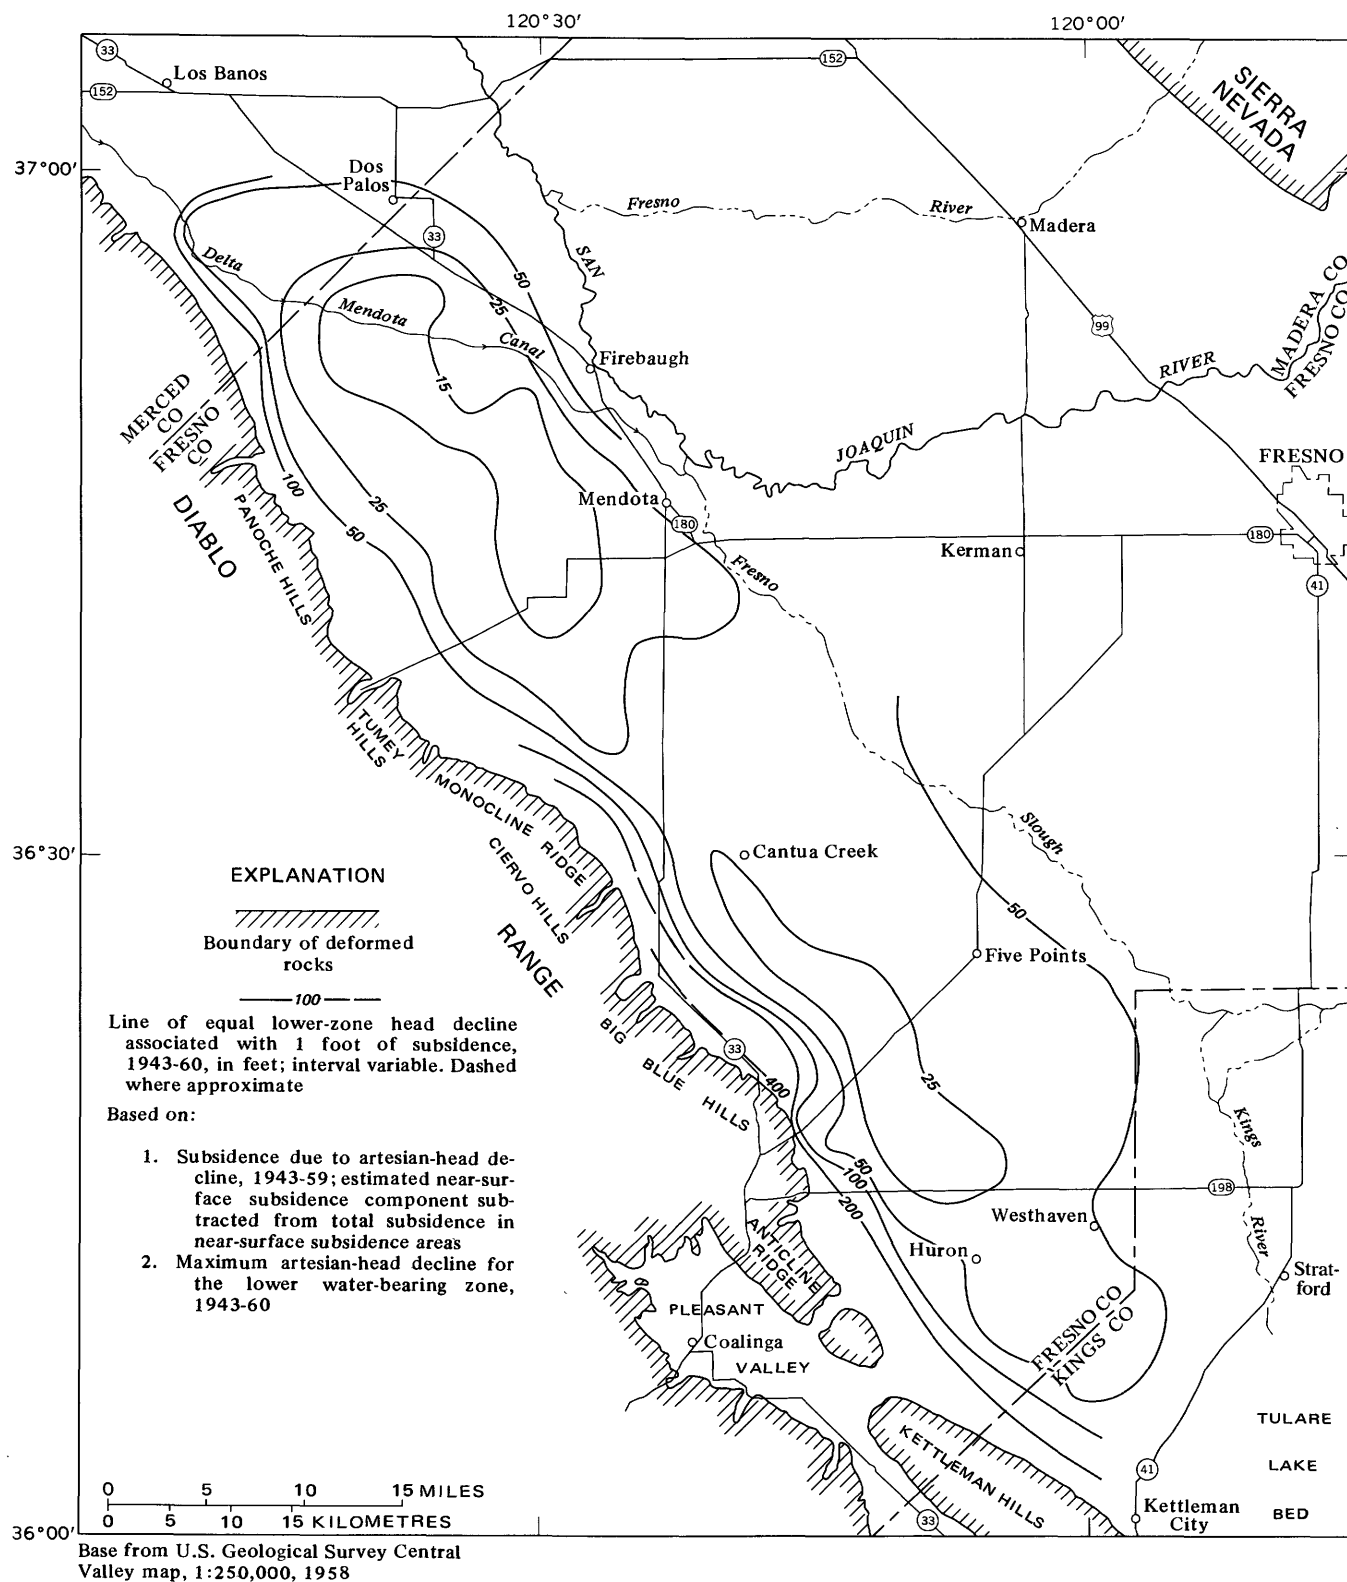 120°30'
120°00'
33
Los Banos
152
152
SIERRA
NEVADA
37°00'
Dos
Palos
Fresno
River
Madera
33
SAN
Delta
50
25
Mendota
Canal
MADERA CO
FRESNO CO
99
Firebaugh
RIVER
15
MERCED
CO
FRESNO
CO
JOAQUIN
FRESNO
100
25
50
Mendota
180
180
Kerman
DIABLO
PANOCHE HILLS
Fresno
41
TUMEY
HILLS
MONOCLINE RIDGE
CIERVO HILLS
Slough
36°30'
Cantua Creek
EXPLANATION
50
Boundary of deformed
rocks
RANGE
Five Points
100
Line of equal lower-zone head decline
associated with 1 foot of subsidence,
1943-60, in feet; interval variable. Dashed
where approximate
BIG
BLUE
HILLS
33
400
25
Based on:
1. Subsidence due to artesian-head de-
cline, 1943-59; estimated near-sur-
face subsidence component sub-
tracted from total subsidence in
near-surface subsidence areas
2. Maximum artesian-head decline for
the lower water-bearing zone,
1943-60
Kings
River
50
100
200
198
Westhaven
ANTICLINE
RIDGE
Huron
Strat-
ford
PLEASANT
Coalinga
VALLEY
FRESNO CO
KINGS CO
TULARE
LAKE
BED
KETTLEMAN HILLS
41
Kettleman
City
33
0 5 10 15 MILES
0 5 10 15 KILOMETRES
36°00'
Base from U.S. Geological Survey Central
Valley map, 1:250,000, 1958